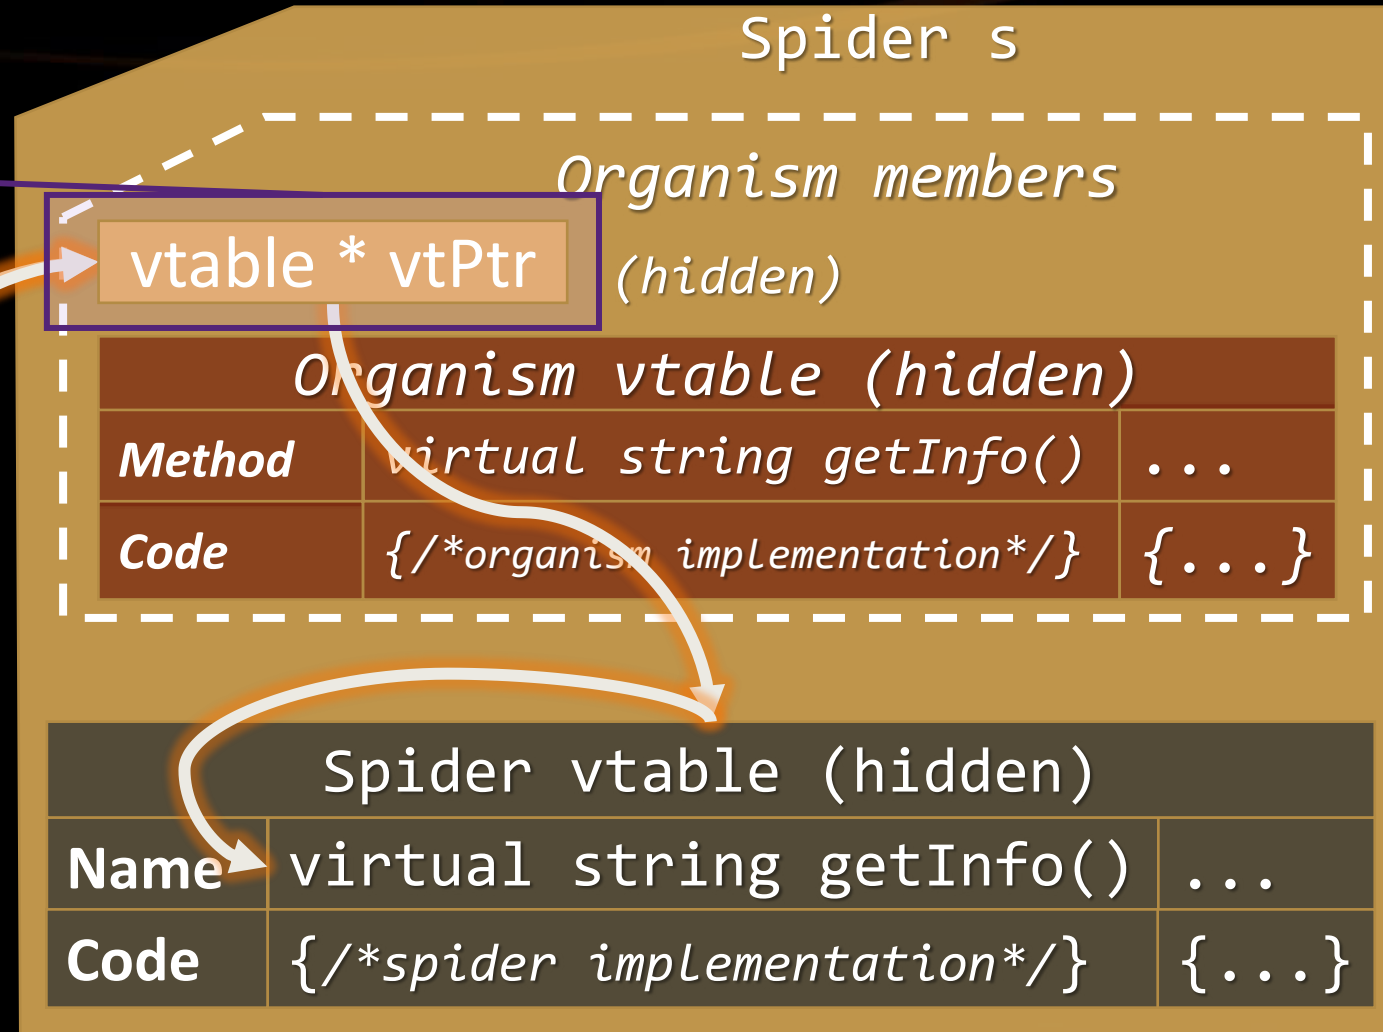 Spider s
Organism members
vtable * vtPtr (hidden)
Organism vtable (hidden)
Method virtual string getInfo() ...
Code {/*organism implementation*/} {...}
Spider vtable (hidden)
Name virtual string getInfo() ...
Code {/*spider implementation*/} {...}